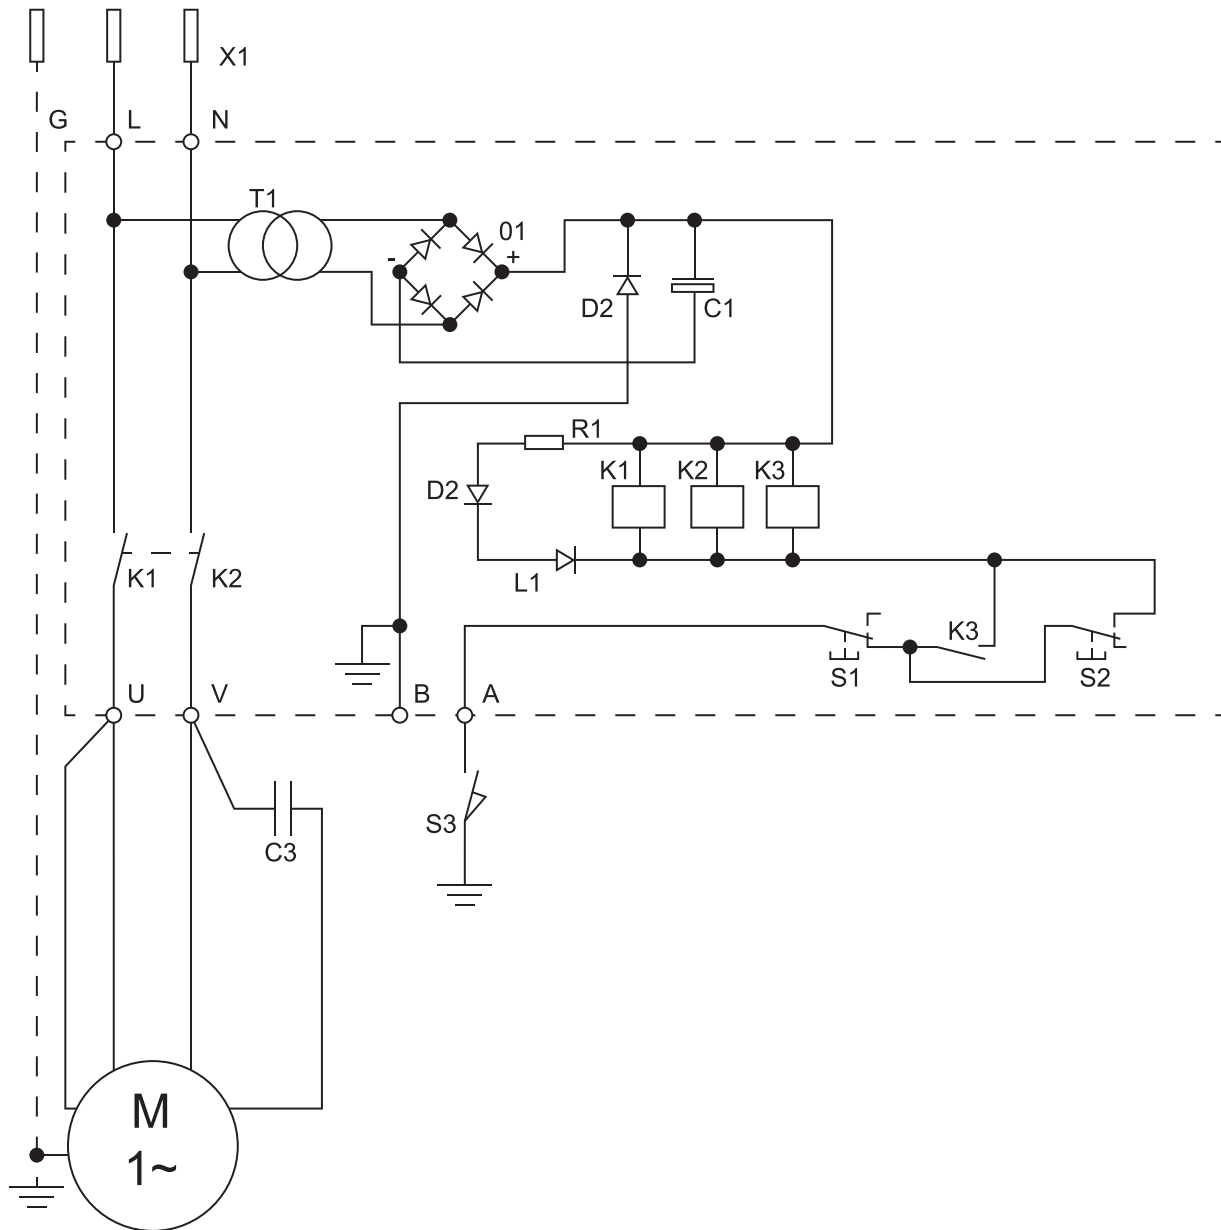 X1
G L N
T1
01
- +
D2 C1
R1
K1 K2 K3
D2
L1
K1 K2
K3
S1 S2
U V B A
S3
C3
M
1~